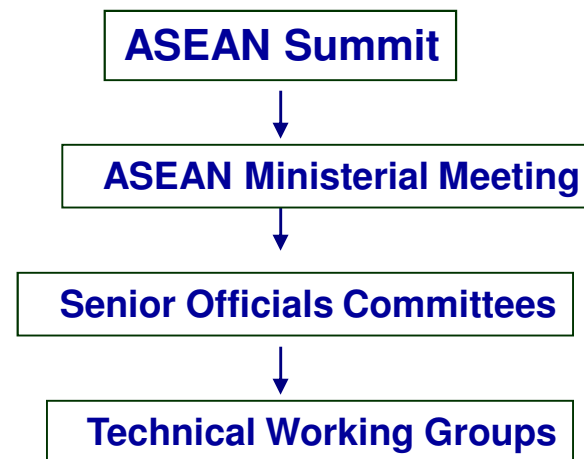 ASEAN Summit
ASEAN Ministerial Meeting
Senior Officials Committees
Technical Working Groups